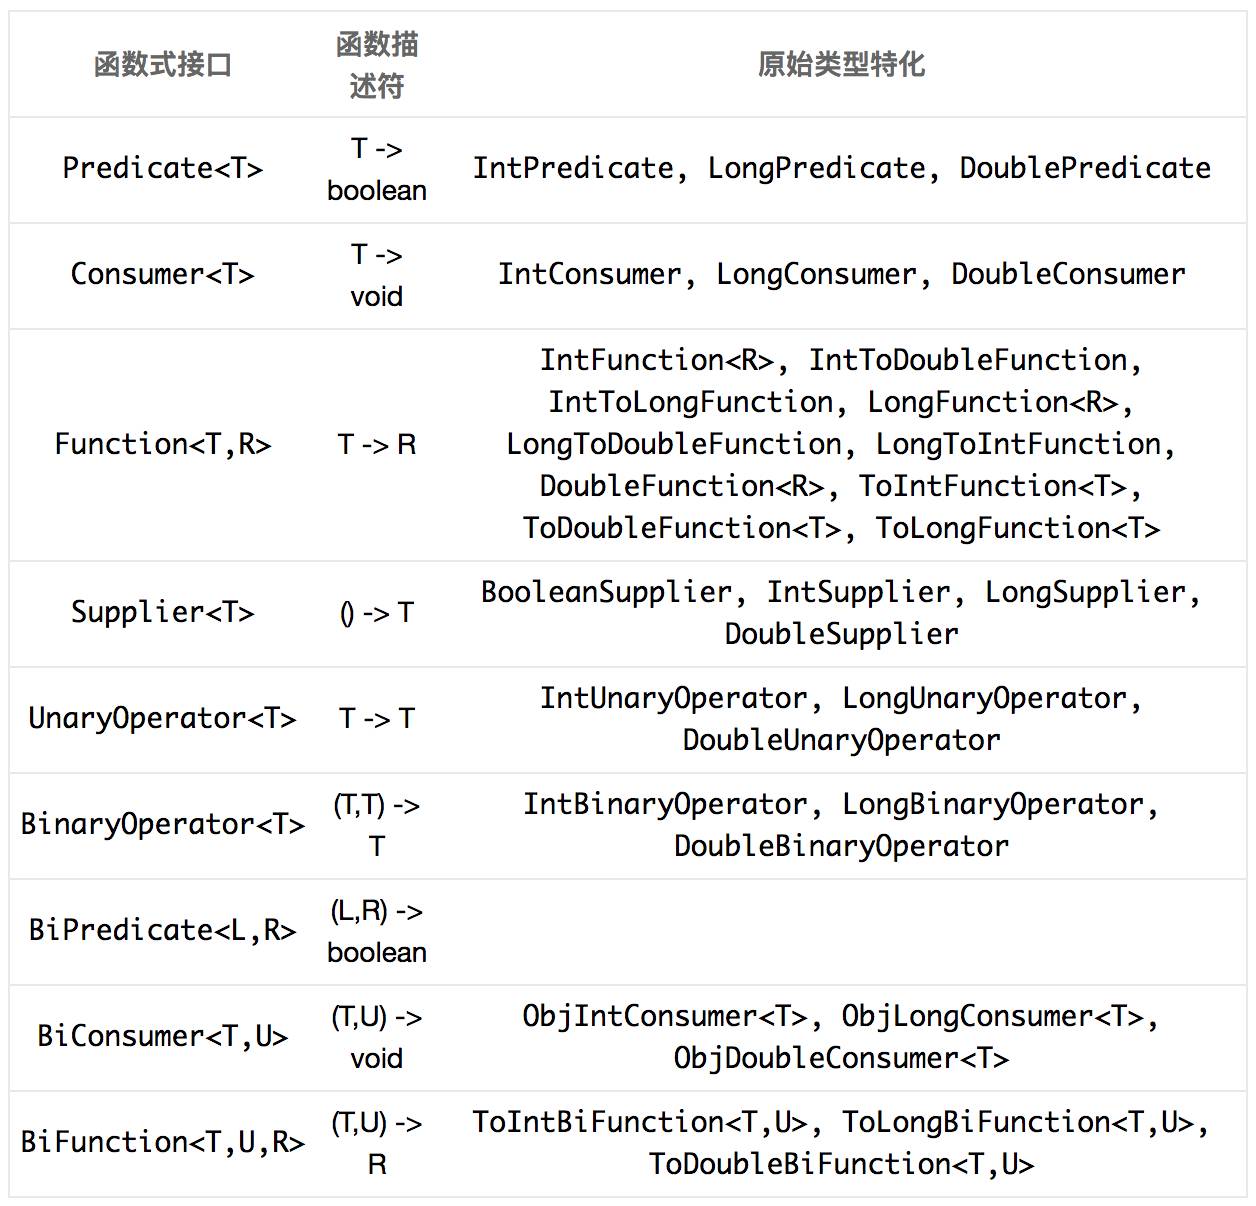 函数式接口
函数描
述符
原始类型特化
Predicate<T>
T ->
boolean
IntPredicate, LongPredicate, DoublePredicate
Consumer<T>
T ->
void
IntConsumer, LongConsumer, DoubleConsumer
Function<T,R>
T -> R
IntFunction<R>, IntToDoubleFunction,
IntToLongFunction, LongFunction<R>,
LongToDoubleFunction, LongToIntFunction,
DoubleFunction<R>, ToIntFunction<T>,
ToDoubleFunction<T>, ToLongFunction<T>
Supplier<T>
() -> T
BooleanSupplier, IntSupplier, LongSupplier,
DoubleSupplier
UnaryOperator<T>
T -> T
IntUnaryOperator, LongUnaryOperator,
DoubleUnaryOperator
BinaryOperator<T>
(T,T) ->
T
IntBinaryOperator, LongBinaryOperator,
DoubleBinaryOperator
BiPredicate<L,R>
(L,R) ->
boolean
BiConsumer<T,U>
(T,U) ->
void
ObjIntConsumer<T>, ObjLongConsumer<T>,
ObjDoubleConsumer<T>
BiFunction<T,U,R>
(T,U) ->
R
ToIntBiFunction<T,U>, ToLongBiFunction<T,U>,
ToDoubleBiFunction<T,U>